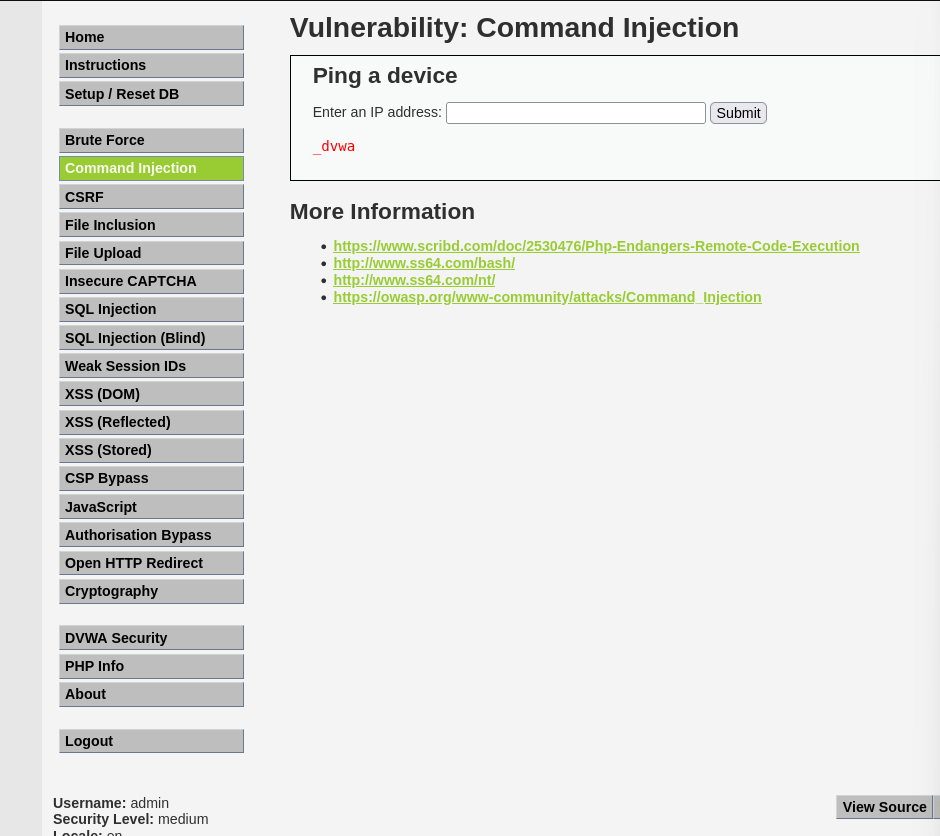 Home
Instructions
Setup / Reset DB
Brute Force
Command Injection
CSRF
File Inclusion
File Upload
Insecure CAPTCHA
SQL Injection
SQL Injection (Blind)
Weak Session IDs
XSS (DOM)
XSS (Reflected)
XSS (Stored)
CSP Bypass
JavaScript
Authorisation Bypass
Open HTTP Redirect
Cryptography
DVWA Security
PHP Info
About
Logout
Vulnerability: Command Injection
Ping a device
Enter an IP address: Submit
_dvwa
More Information
https://www.scribd.com/doc/2530476/Php-Endangers-Remote-Code-Execution
http://www.ss64.com/bash/
http://www.ss64.com/nt/
https://owasp.org/www-community/attacks/Command_Injection
Username: admin
Security Level: medium
Locale: en
View Source